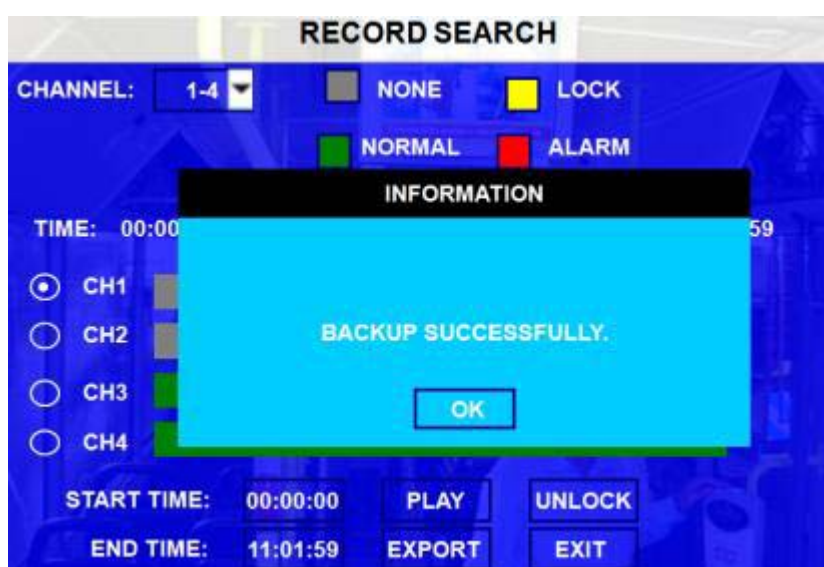 RECORD SEARCH
CHANNEL: 1-4 NONE LOCK
NORMAL ALARM
INFORMATION
TIME: 00:00 59
CH1
CH2
BACKUP SUCCESSFULLY.
CH3
OK
CH4
START TIME: 00:00:00 PLAY UNLOCK
END TIME: 11:01:59 EXPORT EXIT